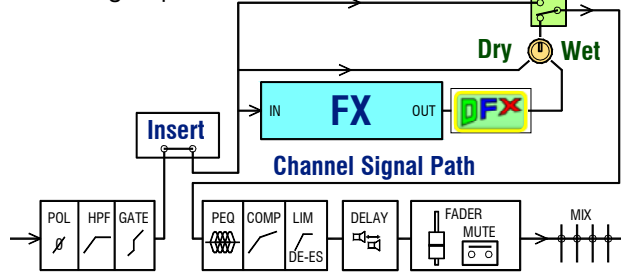 Dry Wet
IN FX OUT DFX
Insert
Channel Signal Path
POL HPF GATE PEQ COMP LIM DELAY FADER MIX
MUTE
DE-ES